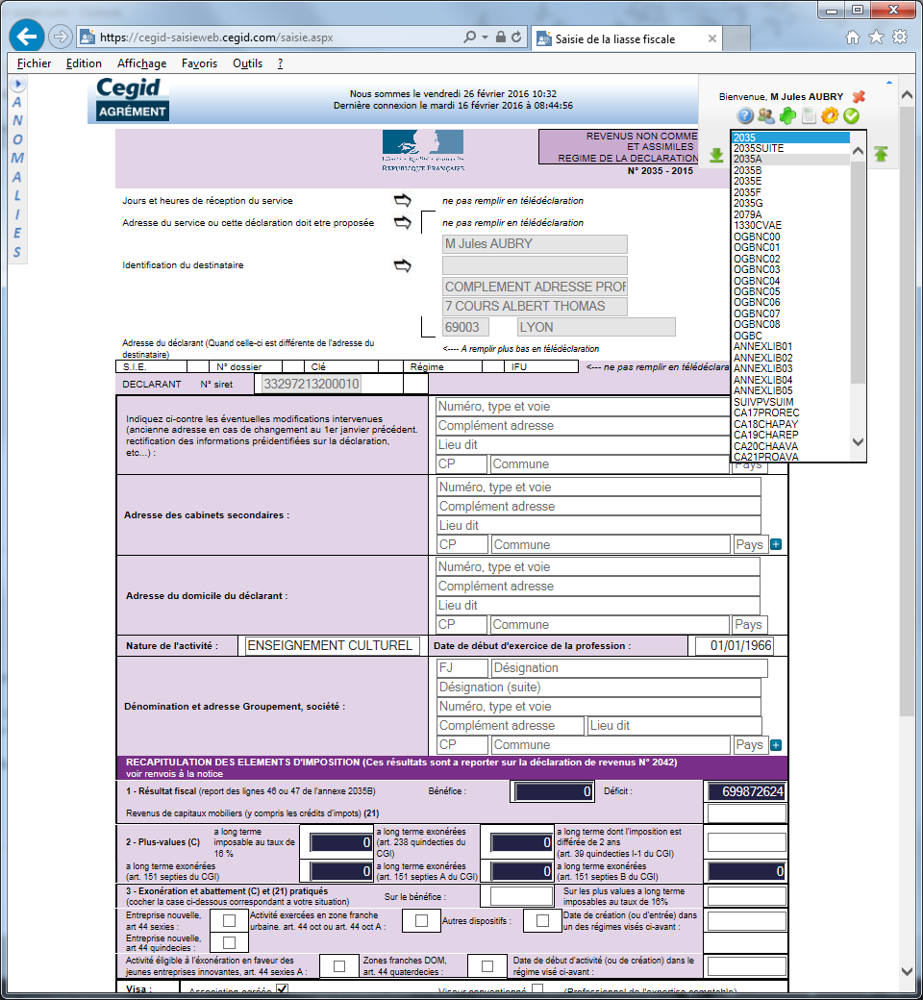 https://cegid-saisieweb.cegid.com/saisie.aspx
Saisie de la liasse fiscale
Fichier Edition Affichage Favoris Outils ?
ANOMALIES
Cegid
AGRÉMENT
Nous sommes le vendredi 26 février 2016 10:32
Dernière connexion le mardi 16 février 2016 à 08:44:56
Bienvenue, M Jules AUBRY
2035
2035SUITE
2035A
2035B
2035E
2035F
2035G
2079A
1330CVAE
OGBNC00
OGBNC01
OGBNC02
OGBNC03
OGBNC04
OGBNC05
OGBNC06
OGBNC07
OGBNC08
OGBC
ANNEXLIB01
ANNEXLIB02
ANNEXLIB03
ANNEXLIB04
ANNEXLIB05
SUIVPVSUIM
CA17PROREC
CA18CHAPAY
CA19CHAREP
CA20CHAAVA
CA21PROAVA
RÉPUBLIQUE FRANÇAISE
REVENUS NON COMME
ET ASSIMILES
REGIME DE LA DECLARATION
N° 2035 - 2015
Jours et heures de réception du service
ne pas remplir en télédéclaration
Adresse du service ou cette déclaration doit etre proposée
ne pas remplir en télédéclaration
M Jules AUBRY
Identification du destinataire
COMPLEMENT ADRESSE PROF
7 COURS ALBERT THOMAS
69003 LYON
Adresse du déclarant (Quand celle-ci est différente de l'adresse du
destinataire)
<---- A remplir plus bas en télédéclaration
S.I.E. N° dossier Clé Régime IFU <--- ne pas remplir en télédéclara
DECLARANT N° siret 33297213200010
Indiquez ci-contre les éventuelles modifications intervenues
(ancienne adresse en cas de changement au 1er janvier précédent.
rectification des informations préidentifiées sur la déclaration,
etc...) :
Numéro, type et voie
Complément adresse
Lieu dit
CP Commune Pays
Adresse des cabinets secondaires :
Numéro, type et voie
Complément adresse
Lieu dit
CP Commune Pays
Adresse du domicile du déclarant :
Numéro, type et voie
Complément adresse
Lieu dit
CP Commune Pays
Nature de l'activité : ENSEIGNEMENT CULTUREL Date de début d'exercice de la profession : 01/01/1966
Dénomination et adresse Groupement, société :
FJ Désignation
Désignation (suite)
Numéro, type et voie
Complément adresse Lieu dit
CP Commune Pays
RECAPITULATION DES ELEMENTS D'IMPOSITION (Ces résultats sont a reporter sur la déclaration de revenus N° 2042)
voir renvois à la notice
1 - Résultat fiscal (report des lignes 46 ou 47 de l'annexe 2035B) Bénéfice : 0 Déficit : 699872624
Revenus de capitaux mobiliers (y compris les crédits d'impots) (21)
2 - Plus-values (C)
a long terme
imposable au taux de
16 %
0
a long terme exonérées
(art. 238 quindecties du
CGI)
0
a long terme dont l'imposition est
différée de 2 ans
(art. 39 quindecties I-1 du CGI)
a long terme exonérées
(art. 151 septies du CGI)
0
a long terme exonérées
(art. 151 septies A du CGI)
0
a long terme exonérées
(art. 151 septies B du CGI)
0
3 - Exonération et abattement (C) et (21) pratiqués
(cocher la case ci-dessous correspondant a votre situation)
Sur le bénéfice :
Sur les plus values a long terme
imposables au taux de 16%
Entreprise nouvelle,
art 44 sexies :
Activité exercées en zone franche
urbaine. art. 44 oct ou art. 44 oct A :
Autres dispositifs :
Date de création (ou d'entrée) dans
un des régimes visés ci-avant :
Entreprise nouvelle,
art 44 quindecies :
Activité éligible à l'éxonération en faveur des
jeunes entreprises innovantes, art. 44 sexies A :
Zones franches DOM,
art. 44 quaterdecies :
Date de début d'activité (ou de création) dans le
régime visé ci-avant :
Visa : Association agréée Viseur conventionné (Professionnel de l'expertise comptable)